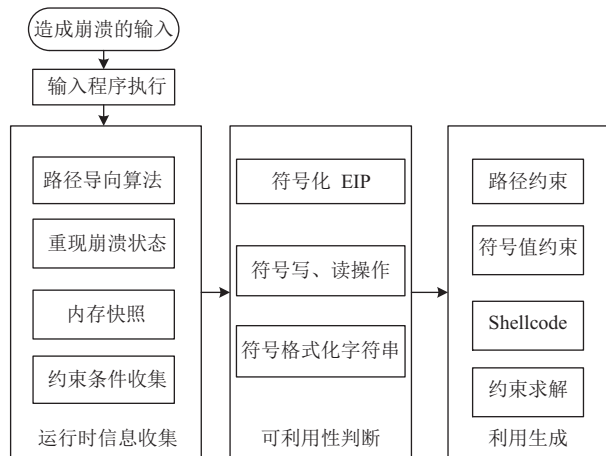 造成崩溃的输入
输入程序执行
路径导向算法
重现崩溃状态
内存快照
约束条件收集
运行时信息收集
符号化 EIP
符号写、读操作
符号格式化字符串
可利用性判断
路径约束
符号值约束
Shellcode
约束求解
利用生成